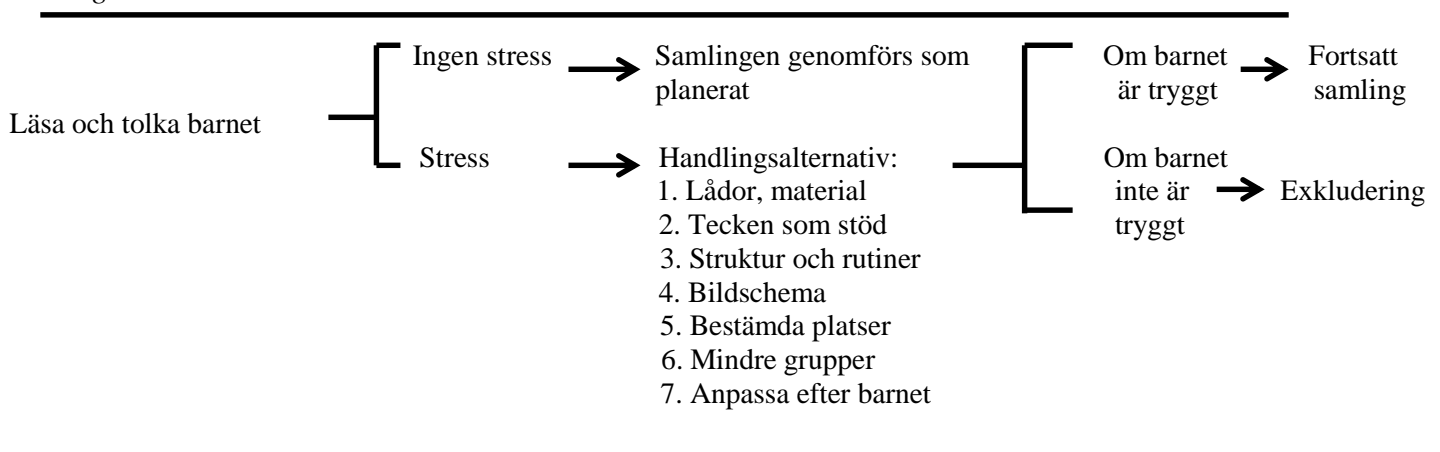 Läsa och tolka barnet
Ingen stress
Samlingen genomförs som
planerat
Stress
Handlingsalternativ:
1. Lådor, material
2. Tecken som stöd
3. Struktur och rutiner
4. Bildschema
5. Bestämda platser
6. Mindre grupper
7. Anpassa efter barnet
Om barnet
är tryggt
Fortsatt
samling
Om barnet
inte är
tryggt
Exkludering